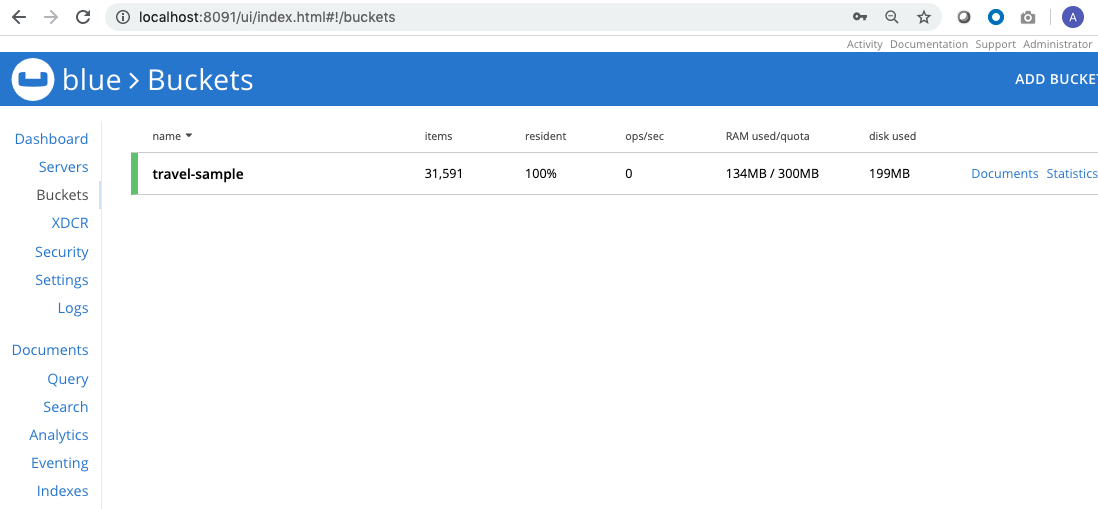 localhost:8091/ui/index.html#!/buckets
A
Activity Documentation Support Administrator
blue > Buckets
ADD BUCKET
Dashboard
Servers
Buckets
XDCR
Security
Settings
Logs
Documents
Query
Search
Analytics
Eventing
Indexes
name items resident ops/sec RAM used/quota disk used
travel-sample 31,591 100% 0 134MB / 300MB 199MB Documents Statistics